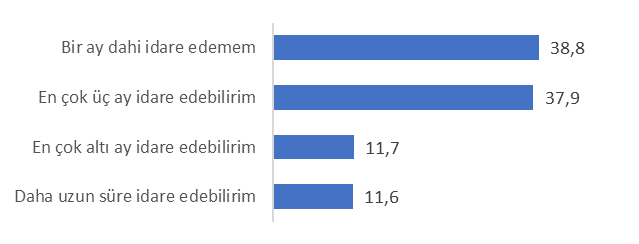 Bir ay dahi idare edemem 38,8
En çok üç ay idare edebilirim 37,9
En çok altı ay idare edebilirim 11,7
Daha uzun süre idare edebilirim 11,6